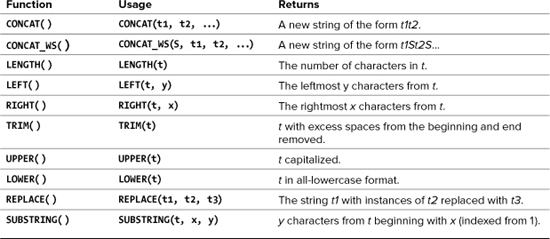 Function Usage Returns
CONCAT() CONCAT(t1, t2, ...) A new string of the form t1t2.
CONCAT_WS() CONCAT_WS(S, t1, t2, ...) A new string of the form t1St2S...
LENGTH() LENGTH(t) The number of characters in t.
LEFT() LEFT(t, y) The leftmost y characters from t.
RIGHT() RIGHT(t, x) The rightmost x characters from t.
TRIM() TRIM(t) t with excess spaces from the beginning and end
removed.
UPPER() UPPER(t) t capitalized.
LOWER() LOWER(t) t in all-lowercase format.
REPLACE() REPLACE(t1, t2, t3) The string t1 with instances of t2 replaced with t3.
SUBSTRING() SUBSTRING(t, x, y) y characters from t beginning with x (indexed from 1).